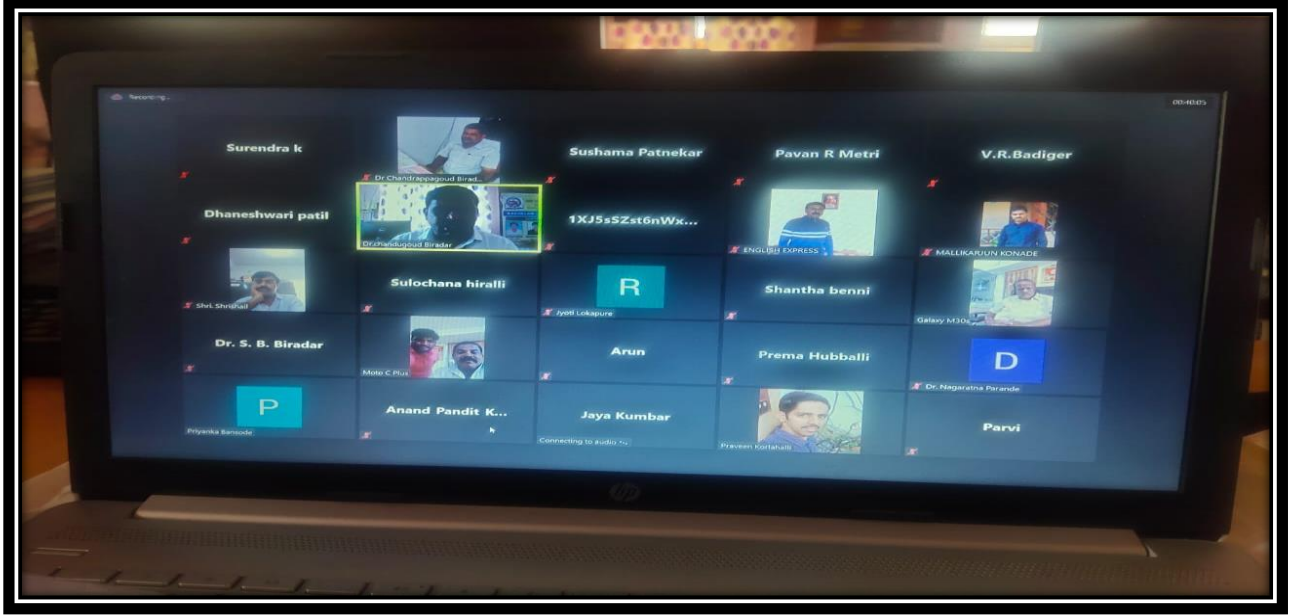 Recording...
00:40:05
Surendra k
Dr Chandrappagoud Birad...
Sushama Patnekar
Pavan R Metri
V.R.Badiger
Dhaneshwari patil
Dr.chandugoud Biradar
1XJ5sSZst6nWx...
ENGLISH EXPRESS
MALLIKARJUN KONADE
Shri. Shrishail
Sulochana hiralli
R
Jyoti Lokapure
Shantha benni
Galaxy M30s
Dr. S. B. Biradar
Moto C Plus
Arun
Prema Hubballi
D
Dr. Nagaratna Parande
P
Priyanka Bansode
Anand Pandit K...
Jaya Kumbar
Connecting to audio
Praveen Korlahalli
Parvi
hp